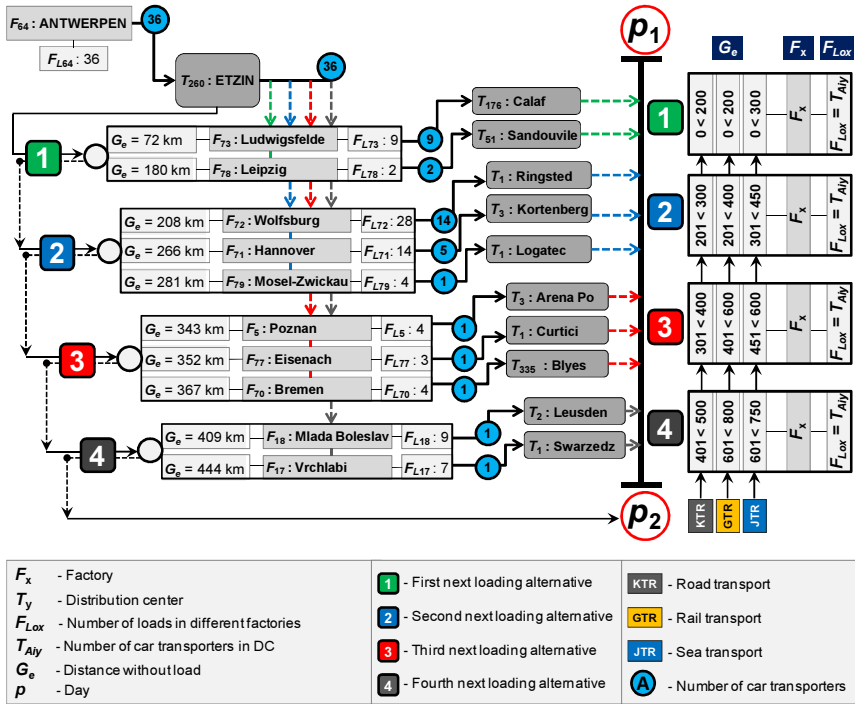 F64 : ANTWERPEN
36
FL64 : 36
T260 : ETZIN
36
p1
Ge
Fx
FLox
1
Ge = 72 km
F73 : Ludwigsfelde
FL73 : 9
9
T176 : Calaf
Ge = 180 km
F78 : Leipzig
FL78 : 2
2
T51 : Sandouvile
1
0 < 200
0 < 200
0 < 300
Fx
FLox = TAiy
2
Ge = 208 km
F72 : Wolfsburg
FL72 : 28
14
T1 : Ringsted
Ge = 266 km
F71 : Hannover
FL71 : 14
5
T3 : Kortenberg
Ge = 281 km
F79 : Mosel-Zwickau
FL79 : 4
1
T1 : Logatec
2
201 < 300
201 < 400
301 < 450
Fx
FLox = TAiy
3
Ge = 343 km
F5 : Poznan
FL5 : 4
1
T3 : Arena Po
Ge = 352 km
F77 : Eisenach
FL77 : 3
1
T1 : Curtici
Ge = 367 km
F70 : Bremen
FL70 : 4
1
T335 : Blyes
3
301 < 400
401 < 600
451 < 600
Fx
FLox = TAiy
4
Ge = 409 km
F18 : Mlada Boleslav
FL18 : 9
1
T2 : Leusden
Ge = 444 km
F17 : Vrchlabi
FL17 : 7
1
T1 : Swarzedz
4
401 < 500
601 < 800
601 < 750
Fx
FLox = TAiy
p2
KTR
GTR
JTR
Fx - Factory
Ty - Distribution center
FLox - Number of loads in different factories
TAiy - Number of car transporters in DC
Ge - Distance without load
p - Day
1 - First next loading alternative
2 - Second next loading alternative
3 - Third next loading alternative
4 - Fourth next loading alternative
KTR - Road transport
GTR - Rail transport
JTR - Sea transport
A - Number of car transporters